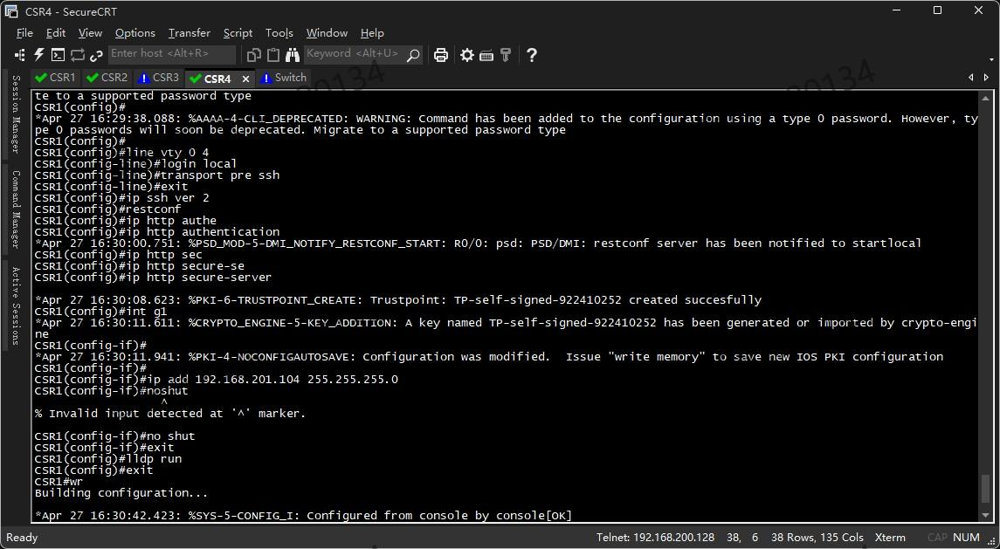 CSR4 - SecureCRT
File Edit View Options Transfer Script Tools Window Help
Enter host <Alt+R>
Keyword <Alt+U>
CSR1 CSR2 CSR3 CSR4 Switch
Session Manager
Command Manager
Active Sessions
te to a supported password type
CSR1(config)#
*Apr 27 16:29:38.088: %AAAA-4-CLI_DEPRECATED: WARNING: Command has been added to the configuration using a type 0 password. However, ty
pe 0 passwords will soon be deprecated. Migrate to a supported password type
CSR1(config)#
CSR1(config)#line vty 0 4
CSR1(config-line)#login local
CSR1(config-line)#transport pre ssh
CSR1(config-line)#exit
CSR1(config)#ip ssh ver 2
CSR1(config)#restconf
CSR1(config)#ip http authe
CSR1(config)#ip http authentication
*Apr 27 16:30:00.751: %PSD_MOD-5-DMI_NOTIFY_RESTCONF_START: R0/0: psd: PSD/DMI: restconf server has been notified to startlocal
CSR1(config)#ip http sec
CSR1(config)#ip http secure-se
CSR1(config)#ip http secure-server
*Apr 27 16:30:08.623: %PKI-6-TRUSTPOINT_CREATE: Trustpoint: TP-self-signed-922410252 created succesfully
CSR1(config)#int g1
*Apr 27 16:30:11.611: %CRYPTO_ENGINE-5-KEY_ADDITION: A key named TP-self-signed-922410252 has been generated or imported by crypto-engi
ne
CSR1(config-if)#
*Apr 27 16:30:11.941: %PKI-4-NOCONFIGAUTOSAVE: Configuration was modified.  Issue "write memory" to save new IOS PKI configuration
CSR1(config-if)#
CSR1(config-if)#ip add 192.168.201.104 255.255.255.0
CSR1(config-if)#noshut
^
% Invalid input detected at '^' marker.
CSR1(config-if)#no shut
CSR1(config-if)#exit
CSR1(config)#lldp run
CSR1(config)#exit
CSR1#wr
Building configuration...
*Apr 27 16:30:42.423: %SYS-5-CONFIG_I: Configured from console by console[OK]
Ready
Telnet: 192.168.200.128 38, 6 38 Rows, 135 Cols Xterm CAP NUM